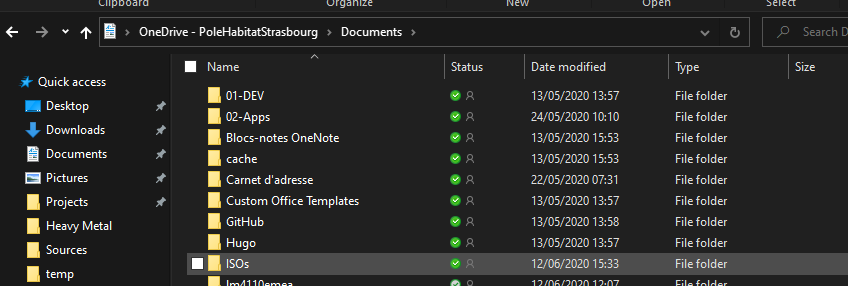 Clipboard Organize New Open Select
OneDrive - PoleHabitatStrasbourg Documents Search D
Name Status Date modified Type Size
Quick access
Desktop
Downloads
Documents
Pictures
Projects
Heavy Metal
Sources
temp
01-DEV 13/05/2020 13:57 File folder
02-Apps 24/05/2020 10:10 File folder
Blocs-notes OneNote 13/05/2020 15:53 File folder
cache 13/05/2020 15:53 File folder
Carnet d'adresse 22/05/2020 07:31 File folder
Custom Office Templates 13/05/2020 13:57 File folder
GitHub 13/05/2020 13:58 File folder
Hugo 13/05/2020 13:57 File folder
ISOs 12/06/2020 15:33 File folder
lm4110emea 12/06/2020 12:07 File folder